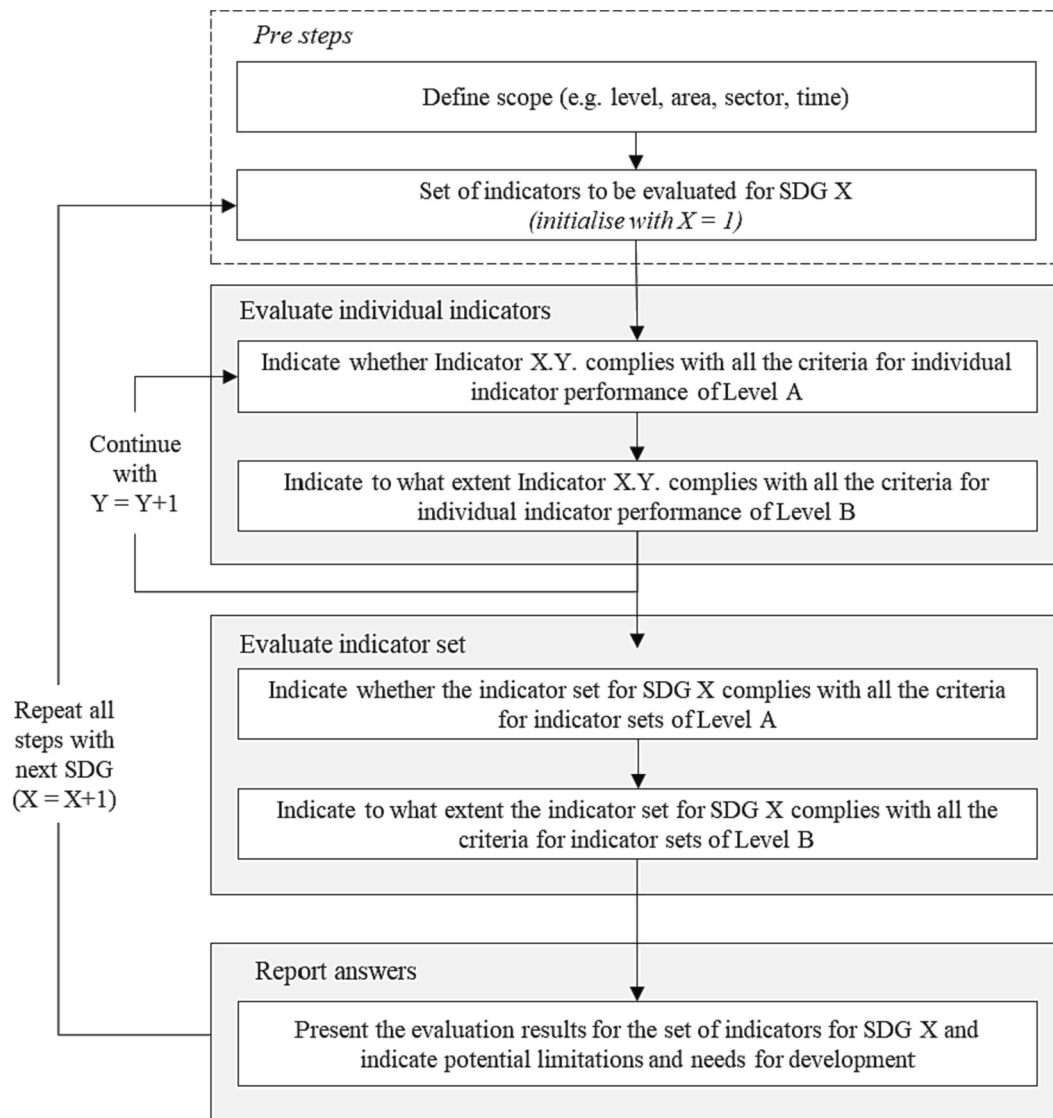 Pre steps
Define scope (e.g. level, area, sector, time)
Set of indicators to be evaluated for SDG X
(initialise with X = 1)
Evaluate individual indicators
Indicate whether Indicator X.Y. complies with all the criteria for individual
indicator performance of Level A
Continue
with
Y = Y+1
Indicate to what extent Indicator X.Y. complies with all the criteria for
individual indicator performance of Level B
Evaluate indicator set
Indicate whether the indicator set for SDG X complies with all the criteria
for indicator sets of Level A
Repeat all
steps with
next SDG
(X = X+1)
Indicate to what extent the indicator set for SDG X complies with all the
criteria for indicator sets of Level B
Report answers
Present the evaluation results for the set of indicators for SDG X and
indicate potential limitations and needs for development